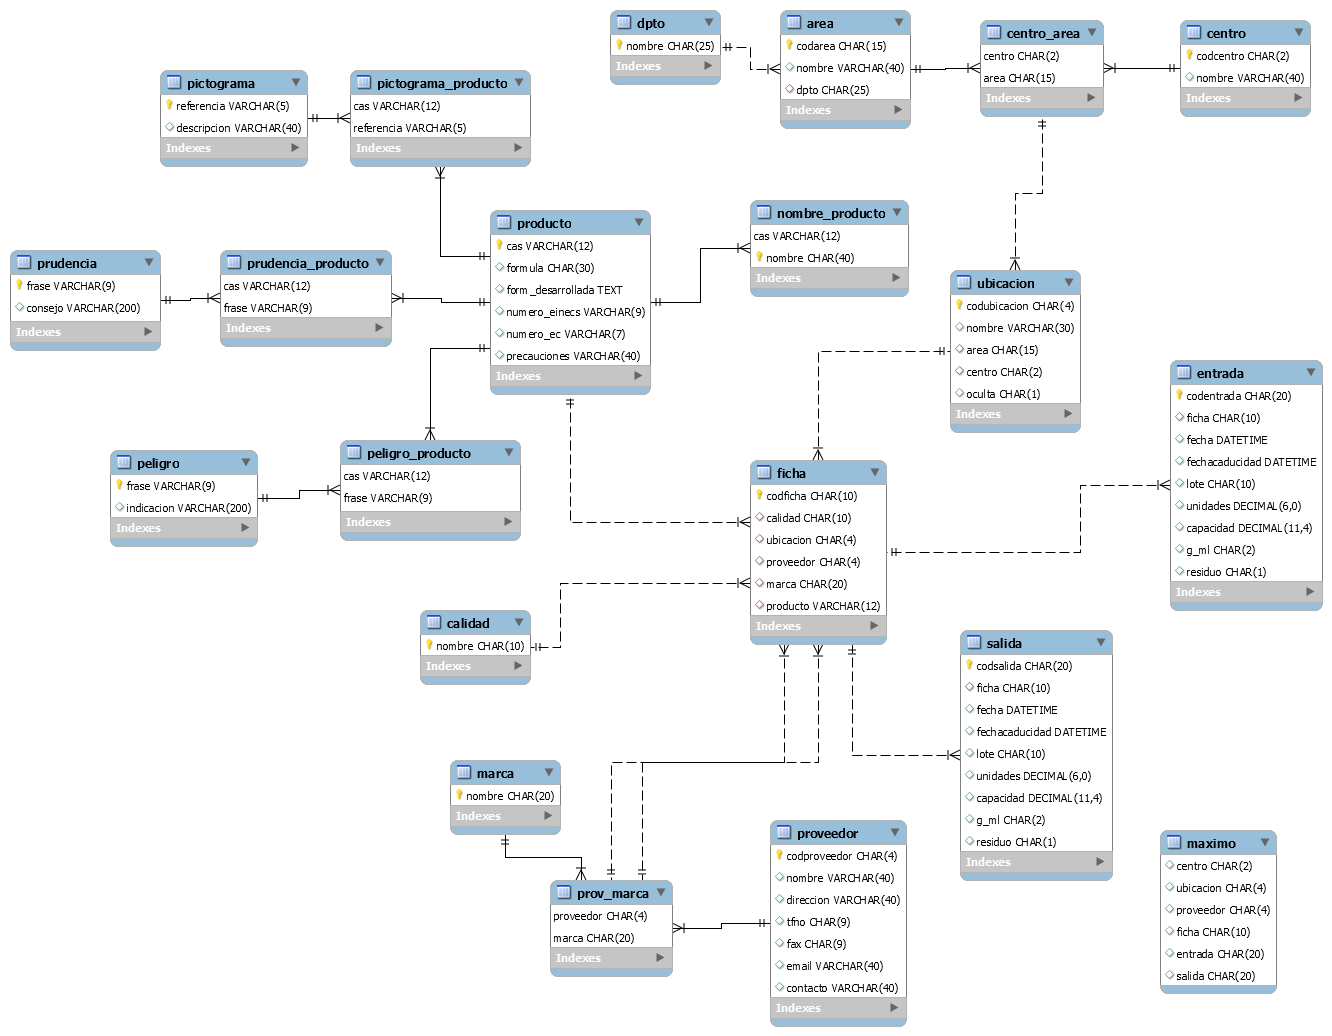 dpto
nombre CHAR(25)
Indexes
area
codarea CHAR(15)
nombre VARCHAR(40)
dpto CHAR(25)
Indexes
centro_area
centro CHAR(2)
area CHAR(15)
Indexes
centro
codcentro CHAR(2)
nombre VARCHAR(40)
Indexes
pictograma
referencia VARCHAR(5)
descripcion VARCHAR(40)
Indexes
pictograma_producto
cas VARCHAR(12)
referencia VARCHAR(5)
Indexes
prudencia
frase VARCHAR(9)
consejo VARCHAR(200)
Indexes
prudencia_producto
cas VARCHAR(12)
frase VARCHAR(9)
Indexes
producto
cas VARCHAR(12)
formula CHAR(30)
form_desarrollada TEXT
numero_einecs VARCHAR(9)
numero_ec VARCHAR(7)
precauciones VARCHAR(40)
Indexes
nombre_producto
cas VARCHAR(12)
nombre CHAR(40)
Indexes
ubicacion
codubicacion CHAR(4)
nombre VARCHAR(30)
area CHAR(15)
centro CHAR(2)
oculta CHAR(1)
Indexes
entrada
codentrada CHAR(20)
ficha CHAR(10)
fecha DATETIME
fechacaducidad DATETIME
lote CHAR(10)
unidades DECIMAL(6,0)
capacidad DECIMAL(11,4)
g_ml CHAR(2)
residuo CHAR(1)
Indexes
peligro
frase VARCHAR(9)
indicacion VARCHAR(200)
Indexes
peligro_producto
cas VARCHAR(12)
frase VARCHAR(9)
Indexes
ficha
codficha CHAR(10)
calidad CHAR(10)
ubicacion CHAR(4)
proveedor CHAR(4)
marca CHAR(20)
producto VARCHAR(12)
Indexes
calidad
nombre CHAR(10)
Indexes
salida
codsalida CHAR(20)
ficha CHAR(10)
fecha DATETIME
fechacaducidad DATETIME
lote CHAR(10)
unidades DECIMAL(6,0)
capacidad DECIMAL(11,4)
g_ml CHAR(2)
residuo CHAR(1)
Indexes
marca
nombre CHAR(20)
Indexes
prov_marca
proveedor CHAR(4)
marca CHAR(20)
Indexes
proveedor
codproveedor CHAR(4)
nombre VARCHAR(40)
direccion VARCHAR(40)
tfno CHAR(9)
fax CHAR(9)
email VARCHAR(40)
contacto VARCHAR(40)
Indexes
maximo
centro CHAR(2)
ubicacion CHAR(4)
proveedor CHAR(4)
ficha CHAR(10)
entrada CHAR(20)
salida CHAR(20)